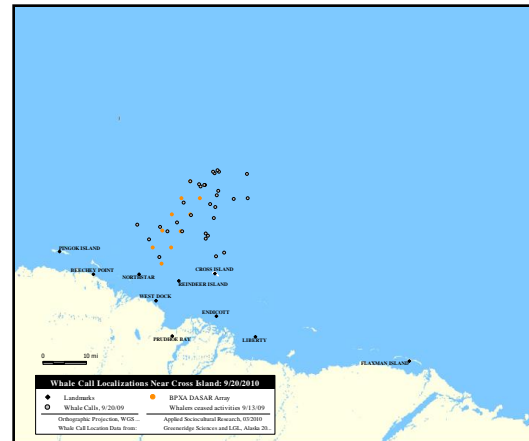 PINGOK ISLAND
BEECHEY POINT
NORTHSTAR
CROSS ISLAND
REINDEER ISLAND
WEST DOCK
ENDICOTT
PRUDHOE BAY
LIBERTY
FLAXMAN ISLAND
0 10 mi
Whale Call Localizations Near Cross Island: 9/20/2010
Landmarks BPXA DASAR Array
Whale Calls, 9/20/09 Whalers ceased activities 9/13/09
Orthographic Projection, WGS... Applied Sociocultural Research, 03/2010
Whale Call Location Data from: Greeneridge Sciences and LGL, Alaska 20...